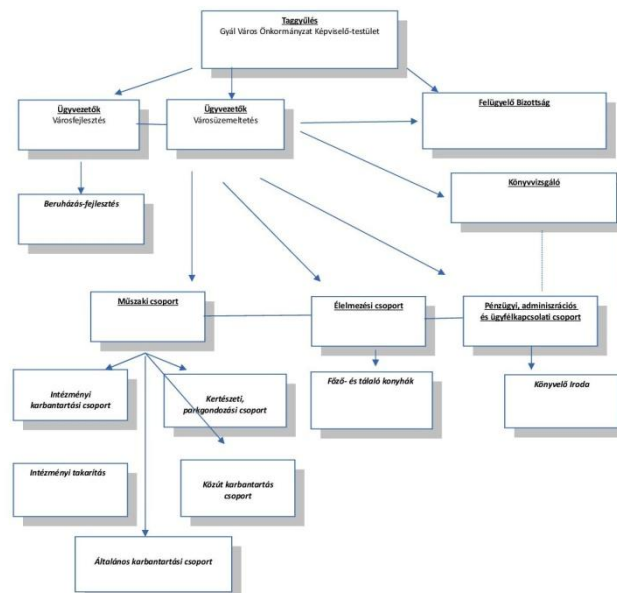 Taggyűlés
Gyál Város Önkormányzat Képviselő-testület
Ügyvezetők
Városfejlesztés
Ügyvezetők
Városüzemeltetés
Felügyelő Bizottság
Beruházás-fejlesztés
Könyvvizsgáló
Műszaki csoport
Élelmezési csoport
Pénzügyi, adminiszrációs
és ügyfélkapcsolati csoport
Intézményi
karbantartási csoport
Kertészeti,
parkgondozási csoport
Főző- és tálaló konyhák
Könyvelő Iroda
Intézményi takarítás
Közút karbantartás
csoport
Általános karbantartási csoport